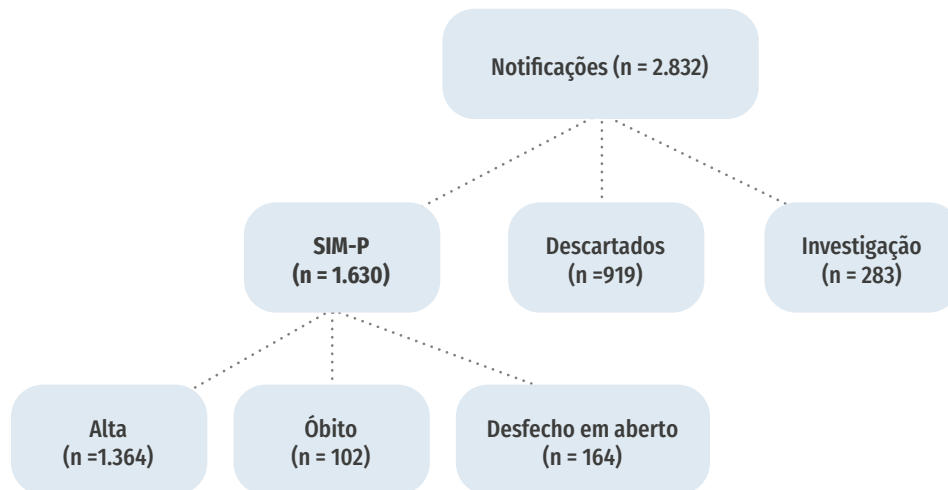 Notificações (n = 2.832)
SIM-P
(n = 1.630)
Descartados
(n =919)
Investigação
(n = 283)
Alta
(n =1.364)
Óbito
(n = 102)
Desfecho em aberto
(n = 164)